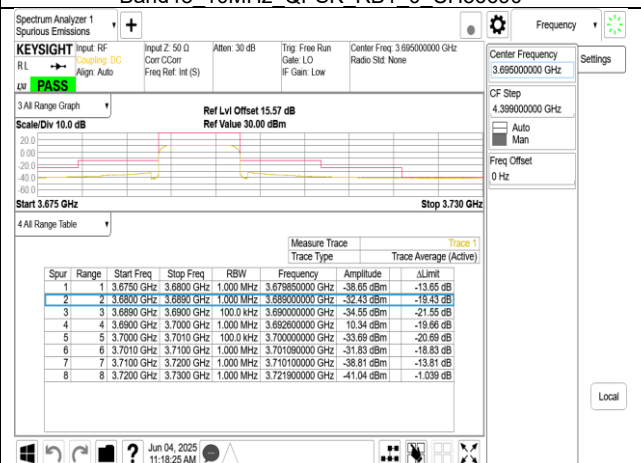 Spectrum Analyzer 1
Spurious Emissions
Frequency
KEYSIGHT
Input: RF
Input Z: 50 Ω
Atten: 30 dB
Trig: Free Run
Center Freq: 3.695000000 GHz
RL
Coupling: DC
Corr CCorr
Gate: LO
Radio Std: None
Align: Auto
Freq Ref: Int (S)
IF Gain: Low
LXI PASS
Center Frequency
3.695000000 GHz
Settings
CF Step
4.399000000 GHz
Auto
Man
Freq Offset
0 Hz
3 All Range Graph
Ref Lvl Offset 15.57 dB
Scale/Div 10.0 dB
Ref Value 30.00 dBm
20.0
0.00
-20.0
-40.0
-60.0
Start 3.675 GHz
Stop 3.730 GHz
4 All Range Table
Measure Trace Trace 1
Trace Type Trace Average (Active)
Spur Range Start Freq Stop Freq RBW Frequency Amplitude ΔLimit
1 1 3.6750 GHz 3.6800 GHz 1.000 MHz 3.679850000 GHz -38.65 dBm -13.65 dB
2 2 3.6800 GHz 3.6890 GHz 1.000 MHz 3.689000000 GHz -32.43 dBm -19.43 dB
3 3 3.6890 GHz 3.6900 GHz 100.0 kHz 3.690000000 GHz -34.55 dBm -21.55 dB
4 4 3.6900 GHz 3.7000 GHz 1.000 MHz 3.692600000 GHz 10.34 dBm -19.66 dB
5 5 3.7000 GHz 3.7010 GHz 100.0 kHz 3.700000000 GHz -33.69 dBm -20.69 dB
6 6 3.7010 GHz 3.7100 GHz 1.000 MHz 3.701090000 GHz -31.83 dBm -18.83 dB
7 7 3.7100 GHz 3.7200 GHz 1.000 MHz 3.710100000 GHz -38.81 dBm -13.81 dB
8 8 3.7200 GHz 3.7300 GHz 1.000 MHz 3.721900000 GHz -41.04 dBm -1.039 dB
Local
Jun 04, 2025
11:18:25 AM